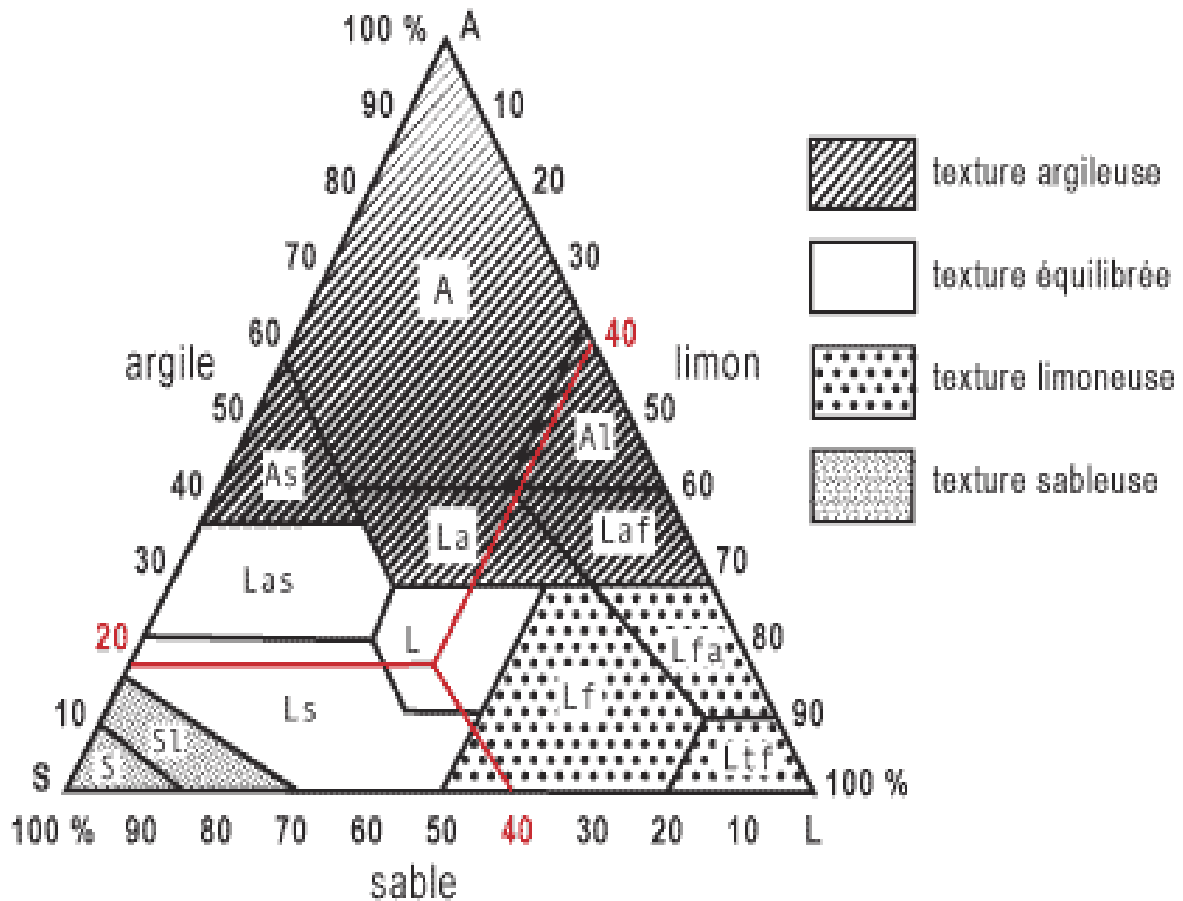 100 % A
90 10
80 20
70 30
A
60 40
argile limon
50 50
Al
As
40 60
La Laf
30 70
Las
20 L 80
Lfa
Ls Lf
10 90
Sl
S S Ltf
100 %
100 % 90 80 70 60 50 40 30 20 10 L
sable
texture argileuse
texture équilibrée
texture limoneuse
texture sableuse